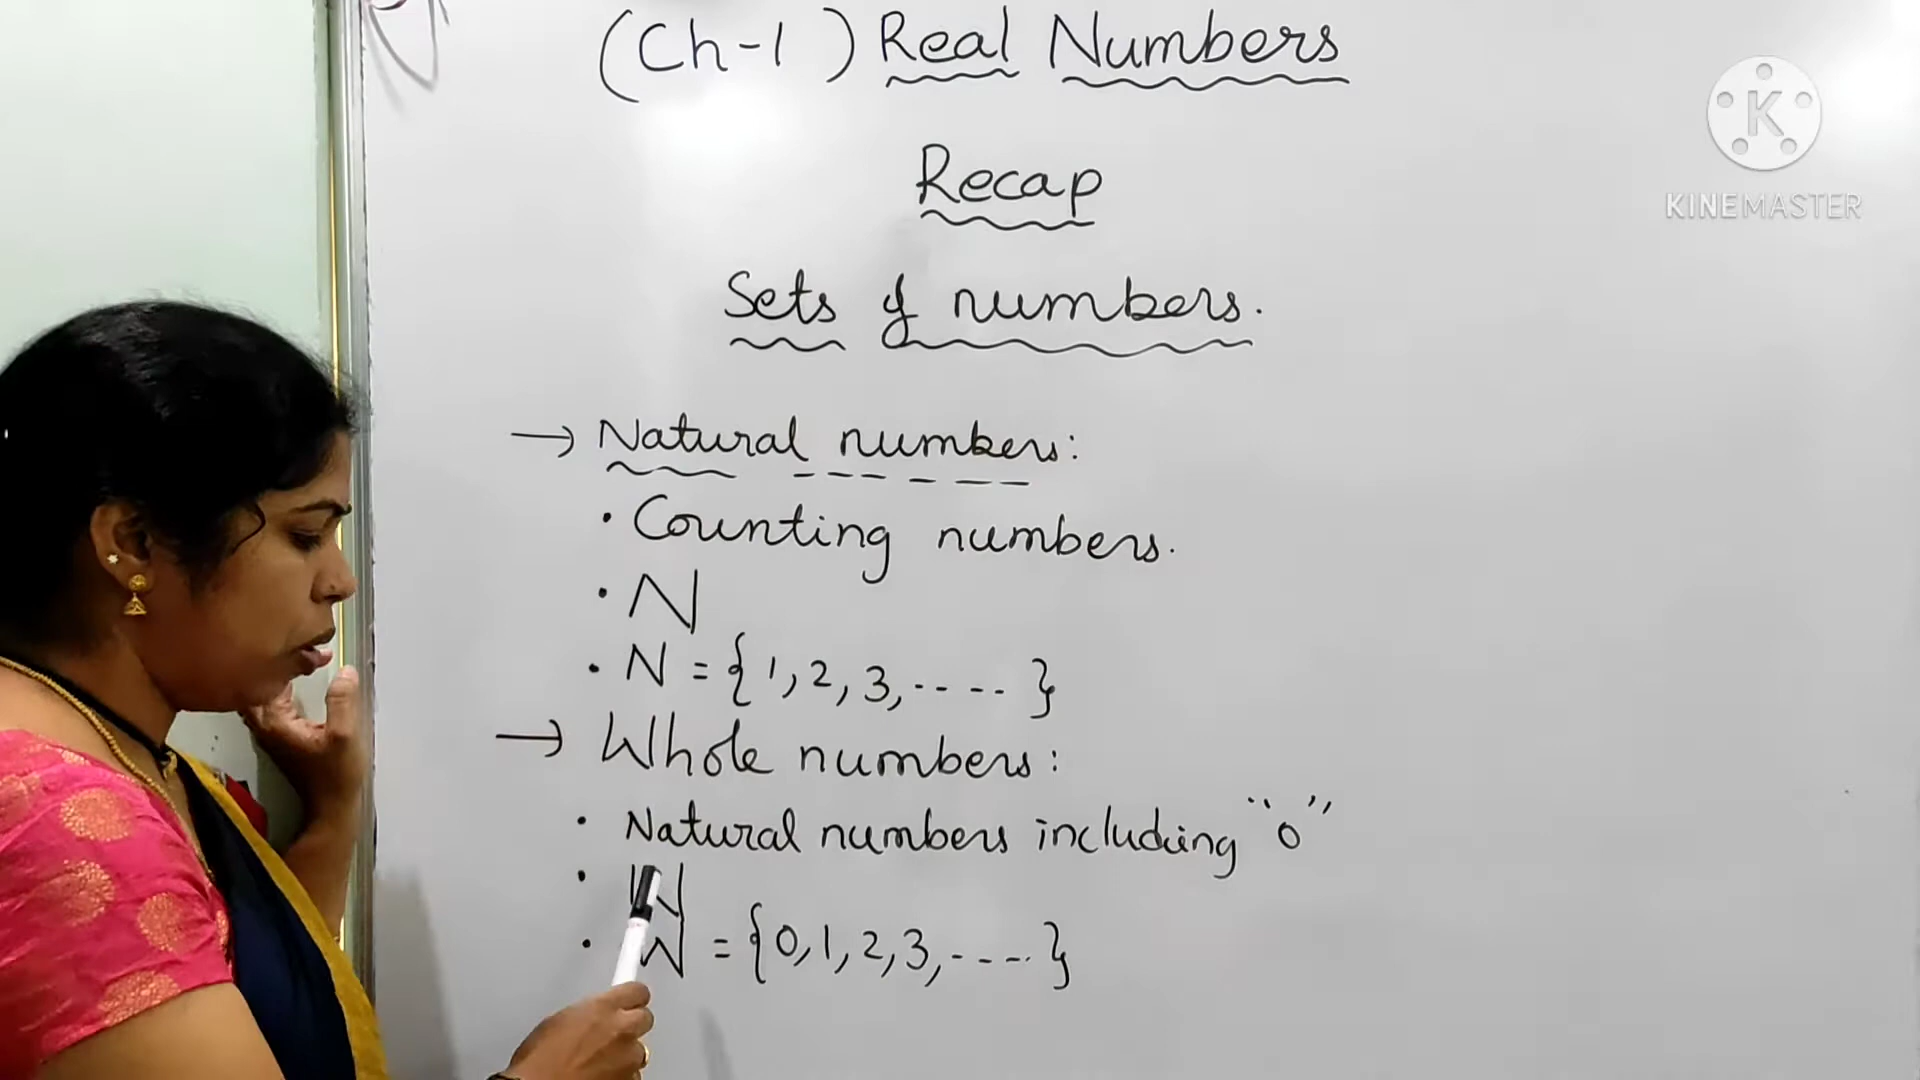 (Ch-1) Real Numbers
Recap
Sets of numbers.
→ Natural numbers:
• Counting numbers.
• N
• N = {1, 2, 3, ..... }
→ Whole numbers:
• Natural numbers including "0"
• W
• W = {0, 1, 2, 3, ..... }
K
KINEMASTER